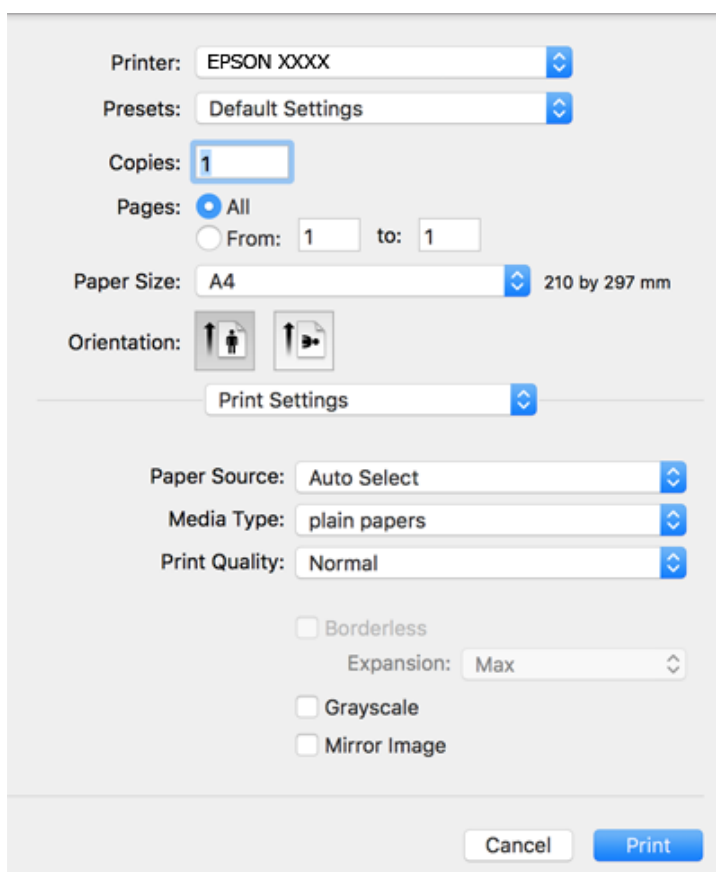 Printer: EPSON XXXX
Presets: Default Settings
Copies: 1
Pages: All
From: 1 to: 1
Paper Size: A4 210 by 297 mm
Orientation:
Print Settings
Paper Source: Auto Select
Media Type: plain papers
Print Quality: Normal
Borderless
Expansion: Max
Grayscale
Mirror Image
Cancel Print